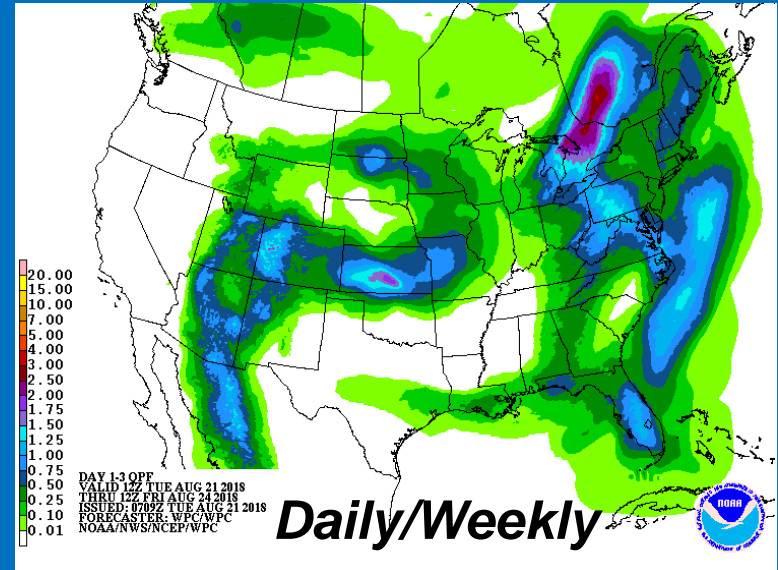 20.00
15.00
10.00
7.00
5.00
4.00
3.00
2.50
2.00
1.75
1.50
1.25
1.00
0.75
0.50
0.25
0.10
0.01
DAY 1-3 QPF
VALID 12Z TUE AUG 21 2018
THRU 12Z FRI AUG 24 2018
ISSUED: 0709Z TUE AUG 21 2018
FORECASTER: WPC/WPC
NOAA/NWS/NCEP/WPC
Daily/Weekly
NOAA